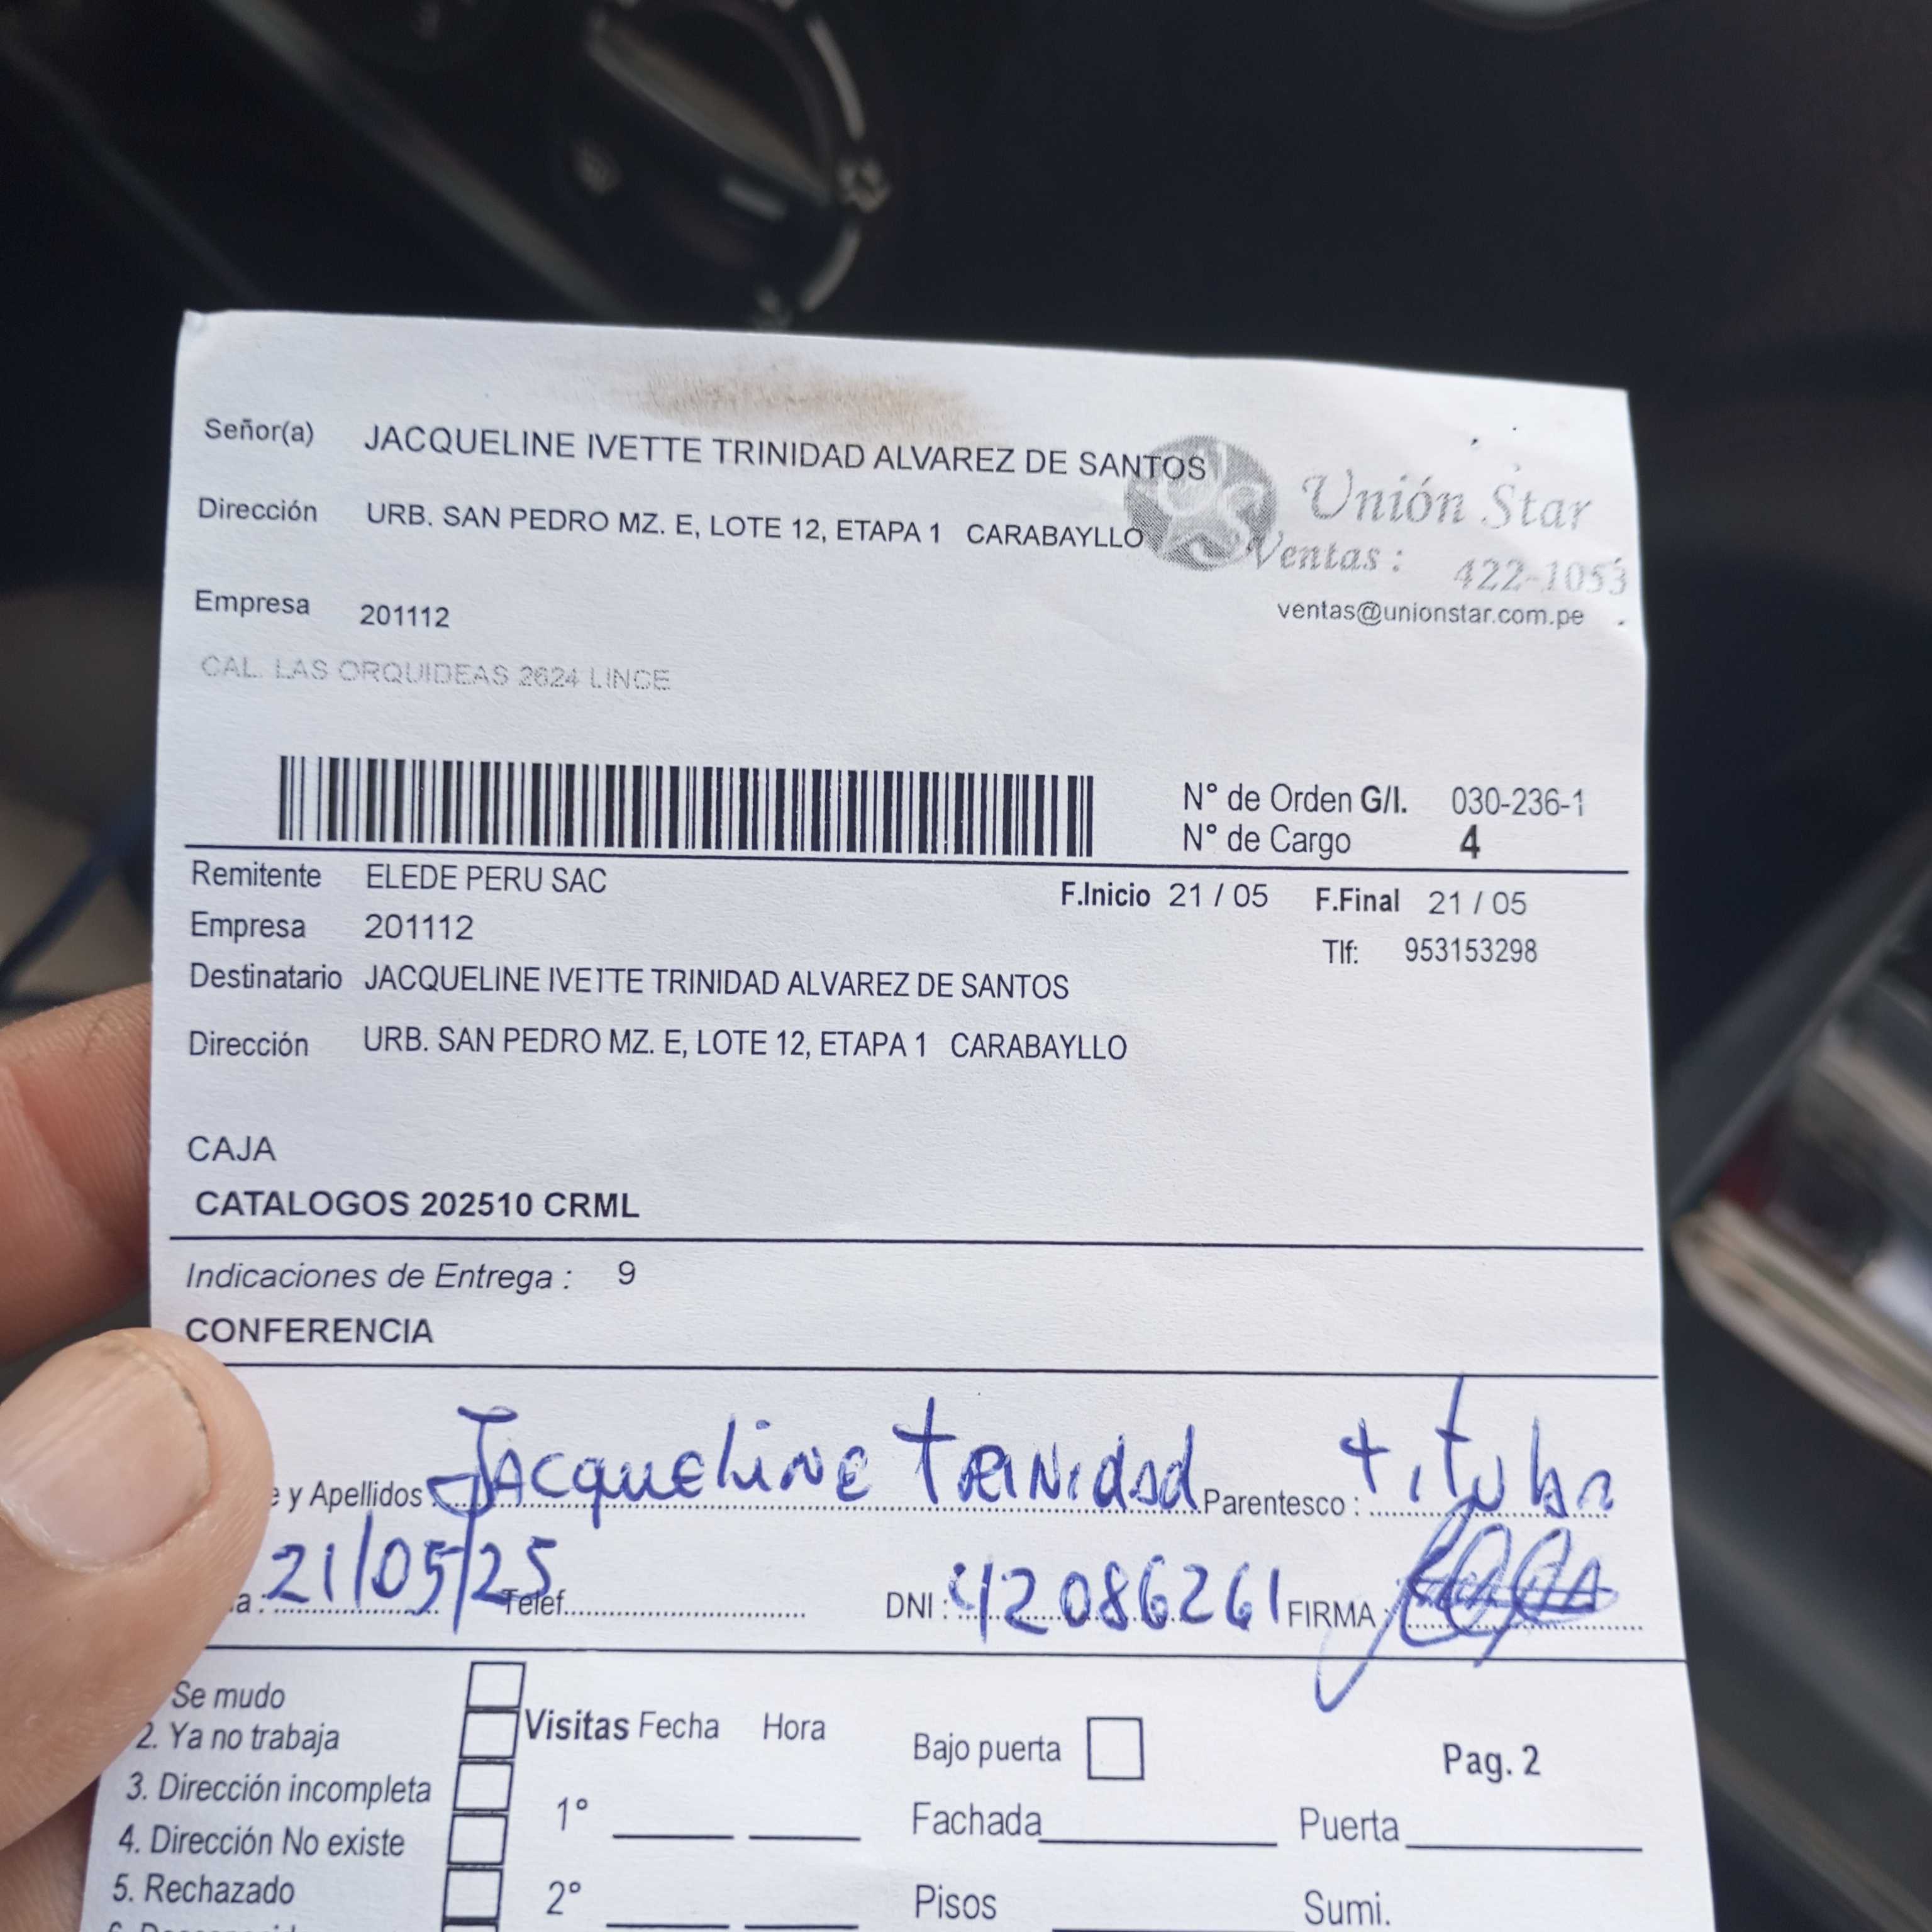 Señor(a) JACQUELINE IVETTE TRINIDAD ALVAREZ DE SANTOS
Unión Star
Dirección URB. SAN PEDRO MZ. E, LOTE 12, ETAPA 1 CARABAYLLO
Ventas : 422-1053
Empresa 201112
ventas@unionstar.com.pe
CAL. LAS ORQUIDEAS 2624 LINCE
N° de Orden G/I. 030-236-1
N° de Cargo 4
Remitente ELEDE PERU SAC
F.Inicio 21 / 05 F.Final 21 / 05
Empresa 201112
Tlf: 953153298
Destinatario JACQUELINE IVETTE TRINIDAD ALVAREZ DE SANTOS
Dirección URB. SAN PEDRO MZ. E, LOTE 12, ETAPA 1 CARABAYLLO
CAJA
CATALOGOS 202510 CRML
Indicaciones de Entrega : 9
CONFERENCIA
e y Apellidos : Jacqueline Trinidad Parentesco : titular
a : 21/05/25 Telef. DNI : 42086261 FIRMA :
Se mudo
Visitas Fecha Hora
2. Ya no trabaja
Bajo puerta
Pag. 2
3. Dirección incompleta
1°
Fachada
Puerta
4. Dirección No existe
5. Rechazado
2°
Pisos
Sumi.